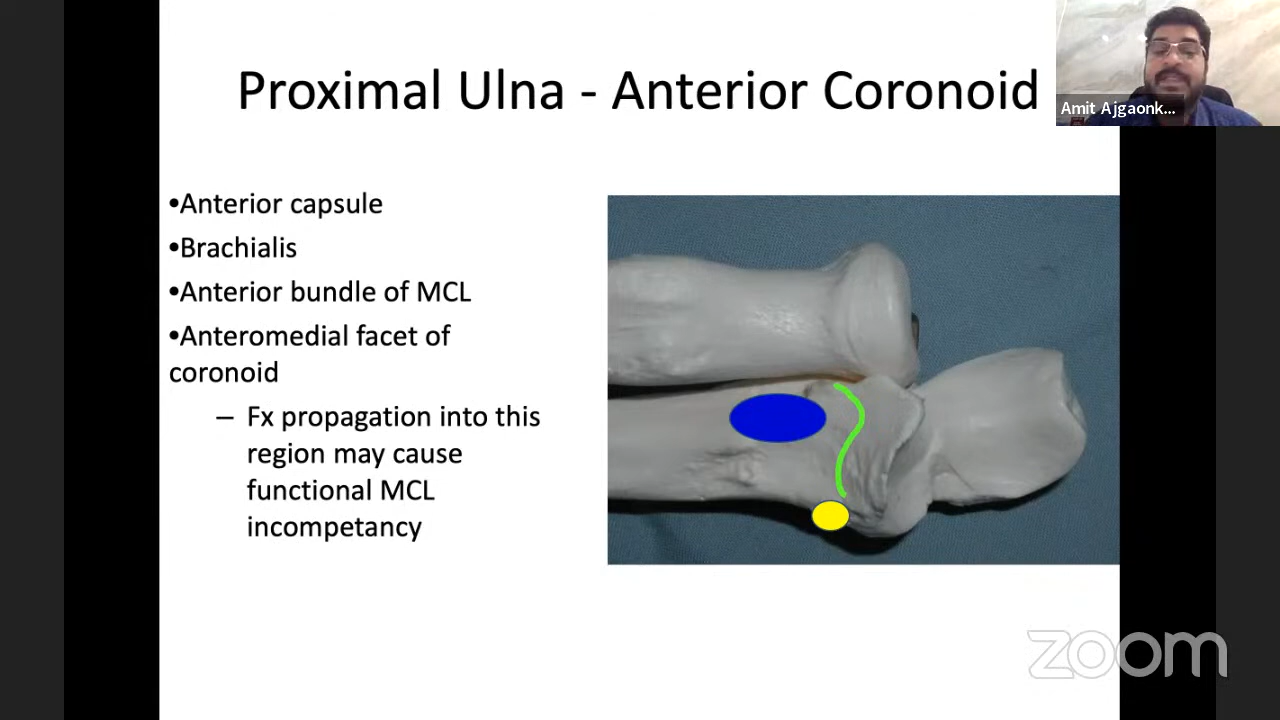 Proximal Ulna - Anterior Coronoid
Amit Ajgaonk...
•Anterior capsule
•Brachialis
•Anterior bundle of MCL
•Anteromedial facet of
coronoid
– Fx propagation into this
region may cause
functional MCL
incompetancy
zoom